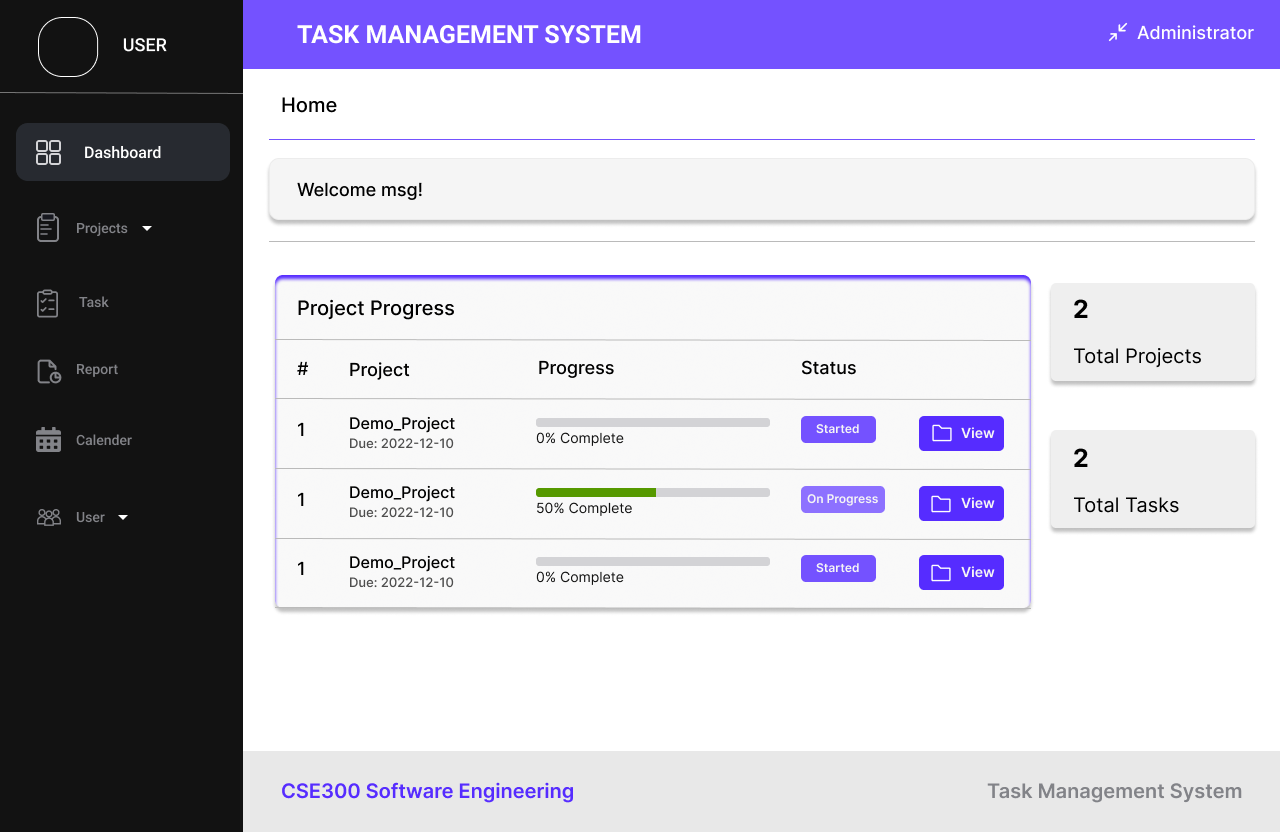 USER
TASK MANAGEMENT SYSTEM
Administrator
Dashboard
Projects
Task
Report
Calender
User
Home
Welcome msg!
Project Progress
# Project Progress Status
1 Demo_Project 0% Complete Started View
Due: 2022-12-10
1 Demo_Project 50% Complete On Progress View
Due: 2022-12-10
1 Demo_Project 0% Complete Started View
Due: 2022-12-10
2
Total Projects
2
Total Tasks
CSE300 Software Engineering
Task Management System